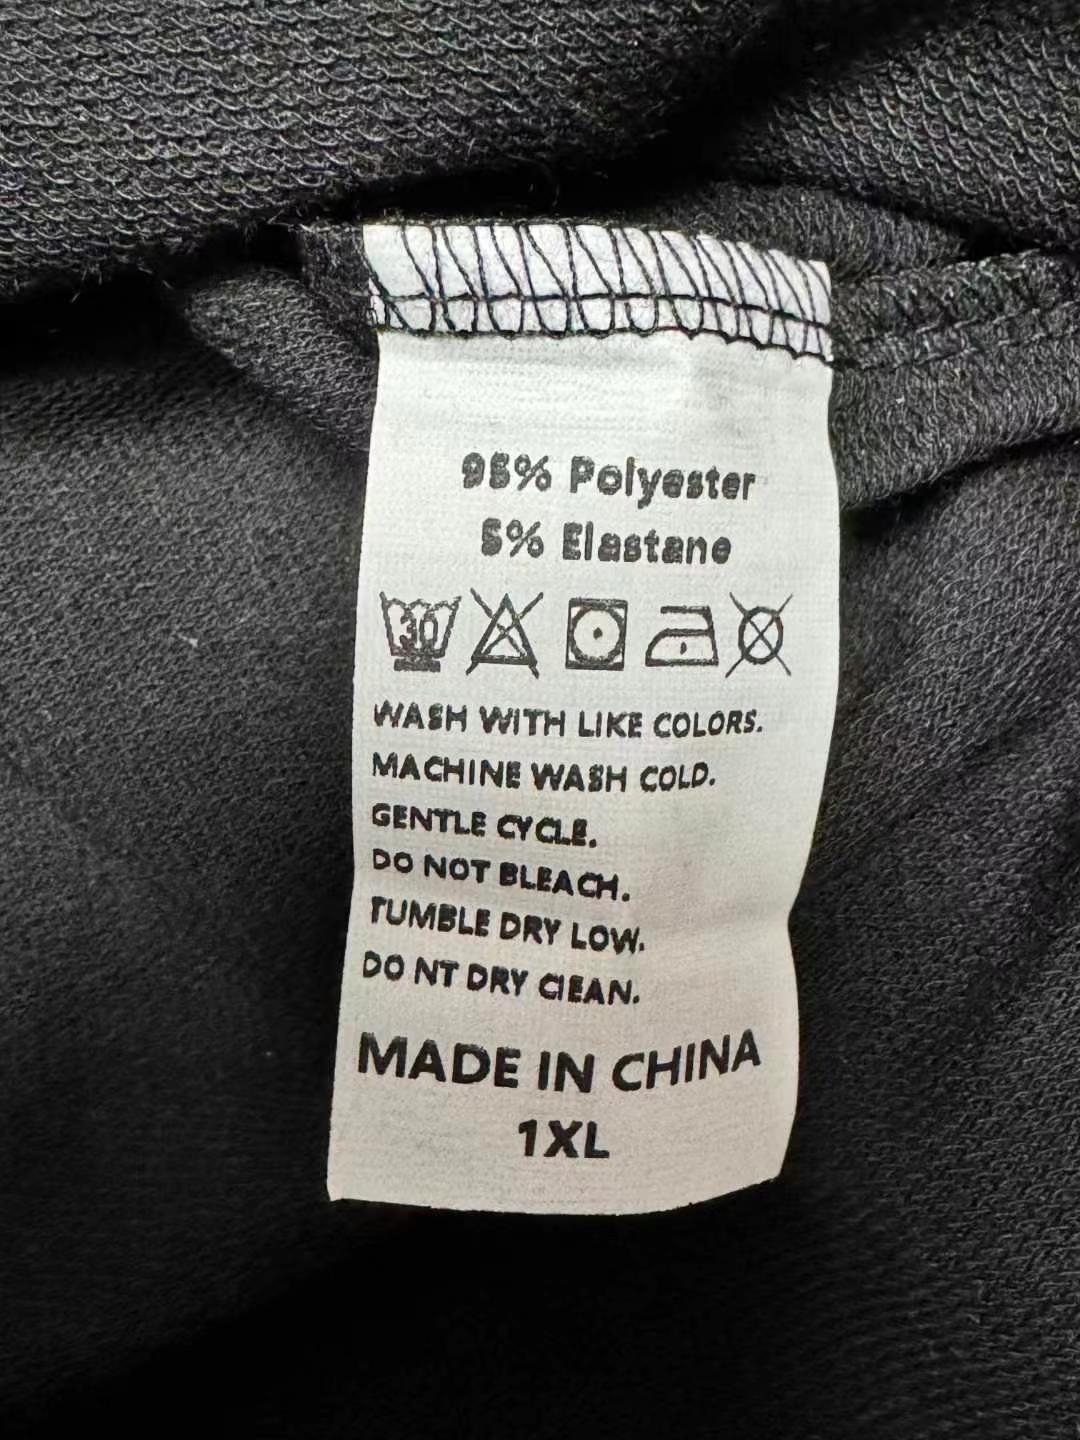 95% Polyester
5% Elastane
30
WASH WITH LIKE COLORS.
MACHINE WASH COLD.
GENTLE CYCLE.
DO NOT BLEACH.
TUMBLE DRY LOW.
DO NT DRY CIEAN.
MADE IN CHINA
1XL